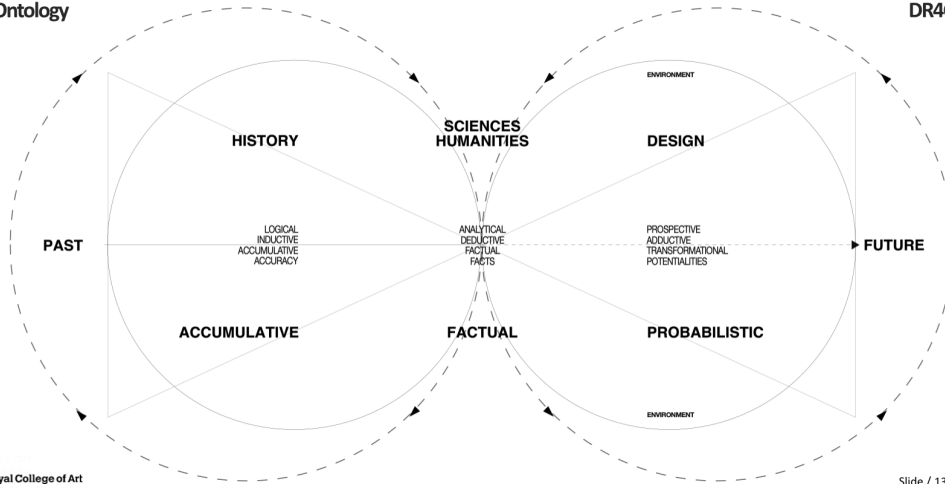 Ontology
DR4
ENVIRONMENT
SCIENCES
HUMANITIES
HISTORY
DESIGN
PAST
LOGICAL
INDUCTIVE
ACCUMULATIVE
ACCURACY
ANALYTICAL
DEDUCTIVE
FACTUAL
FACTS
PROSPECTIVE
ADDUCTIVE
TRANSFORMATIONAL
POTENTIALITIES
FUTURE
ACCUMULATIVE
FACTUAL
PROBABILISTIC
ENVIRONMENT
yal College of Art
Slide / 13